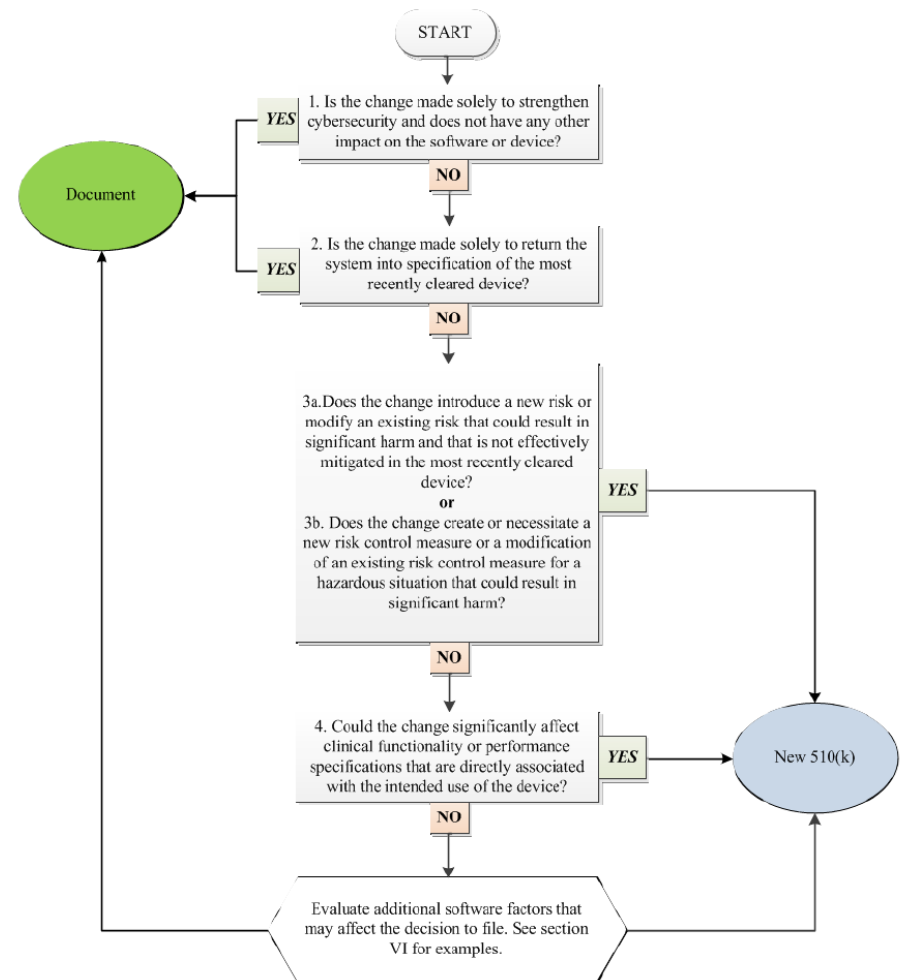 START
1. Is the change made solely to strengthen
cybersecurity and does not have any other
impact on the software or device?
YES
NO
Document
2. Is the change made solely to return the
system into specification of the most
recently cleared device?
YES
NO
3a.Does the change introduce a new risk or
modify an existing risk that could result in
significant harm and that is not effectively
mitigated in the most recently cleared
device?
or
3b. Does the change create or necessitate a
new risk control measure or a modification
of an existing risk control measure for a
hazardous situation that could result in
significant harm?
YES
NO
4. Could the change significantly affect
clinical functionality or performance
specifications that are directly associated
with the intended use of the device?
YES
New 510(k)
NO
Evaluate additional software factors that
may affect the decision to file. See section
VI for examples.